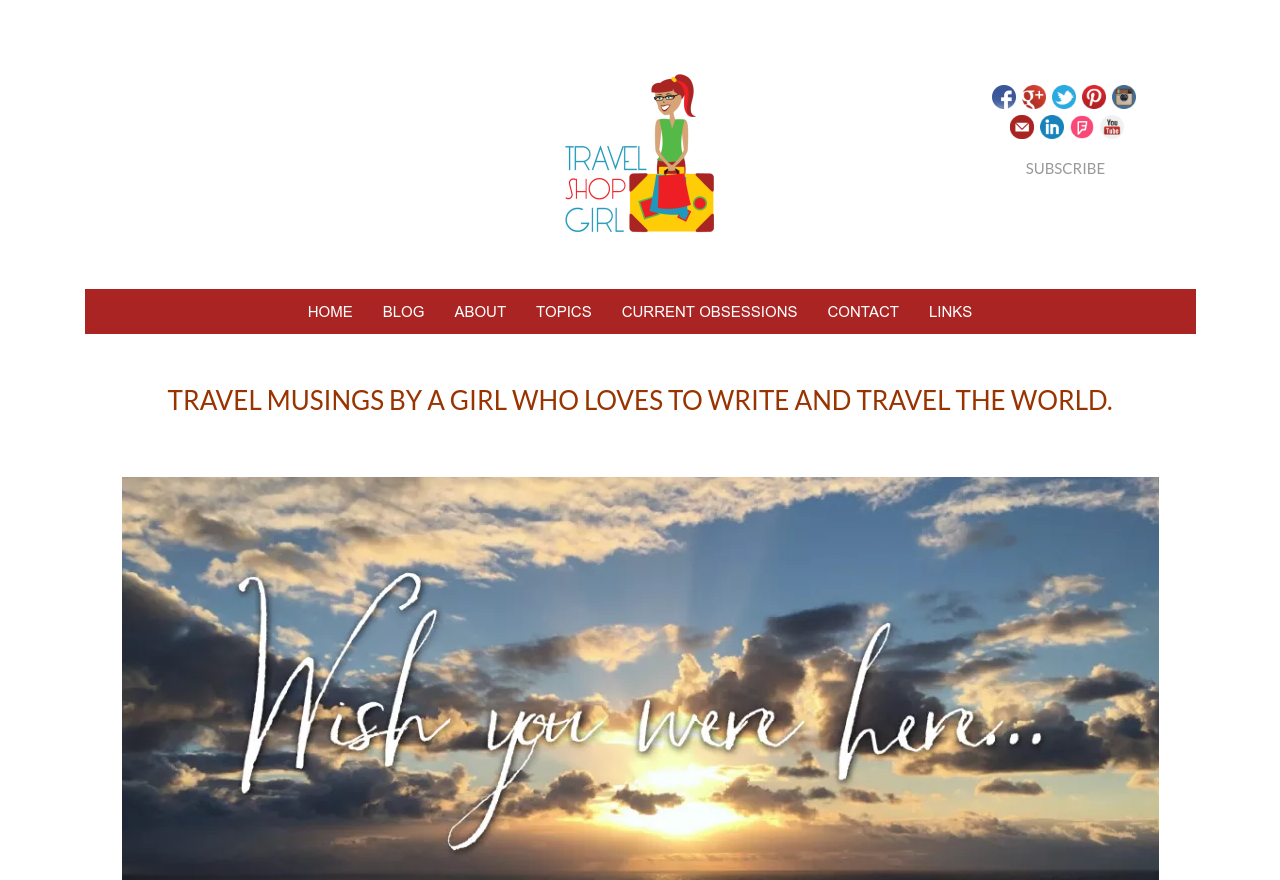 TRAVEL
SHOP
GIRL
You
Tube
SUBSCRIBE
HOME BLOG ABOUT TOPICS CURRENT OBSESSIONS CONTACT LINKS
TRAVEL MUSINGS BY A GIRL WHO LOVES TO WRITE AND TRAVEL THE WORLD.
Wish you were here...